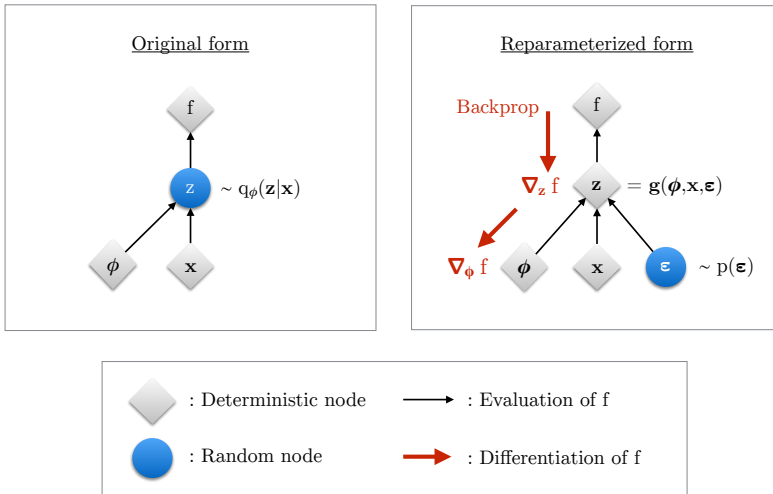 Original form
f
z ~ qϕ(z|x)
ϕ x
Reparameterized form
Backprop f
∇z f z = g(ϕ,x,ε)
∇ϕ f ϕ x ε ~ p(ε)
: Deterministic node : Evaluation of f
: Random node : Differentiation of f